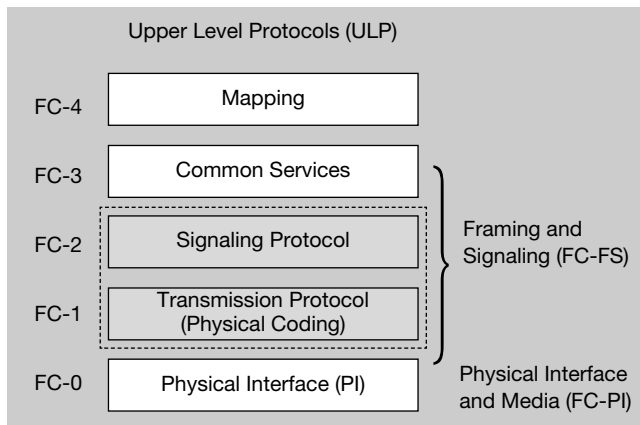 Upper Level Protocols (ULP)
FC-4
Mapping
FC-3
Common Services
FC-2
Signaling Protocol
Framing and
Signaling (FC-FS)
FC-1
Transmission Protocol
(Physical Coding)
FC-0
Physical Interface (PI)
Physical Interface
and Media (FC-PI)